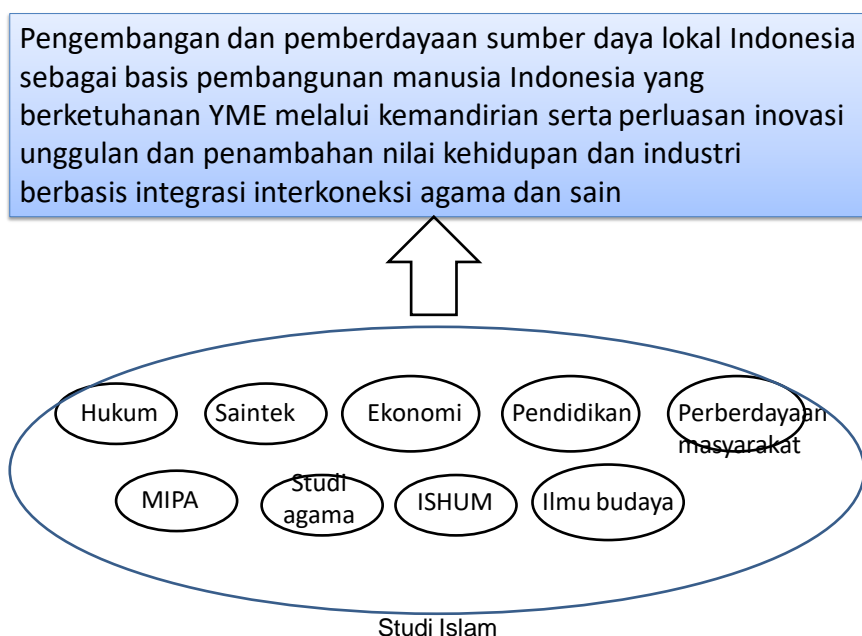 Pengembangan dan pemberdayaan sumber daya lokal Indonesia
sebagai basis pembangunan manusia Indonesia yang
berketuhanan YME melalui kemandirian serta perluasan inovasi
unggulan dan penambahan nilai kehidupan dan industri
berbasis integrasi interkoneksi agama dan sain
Hukum
Saintek
Ekonomi
Pendidikan
Perberdayaan
masyarakat
MIPA
Studi
agama
ISHUM
Ilmu budaya
Studi Islam